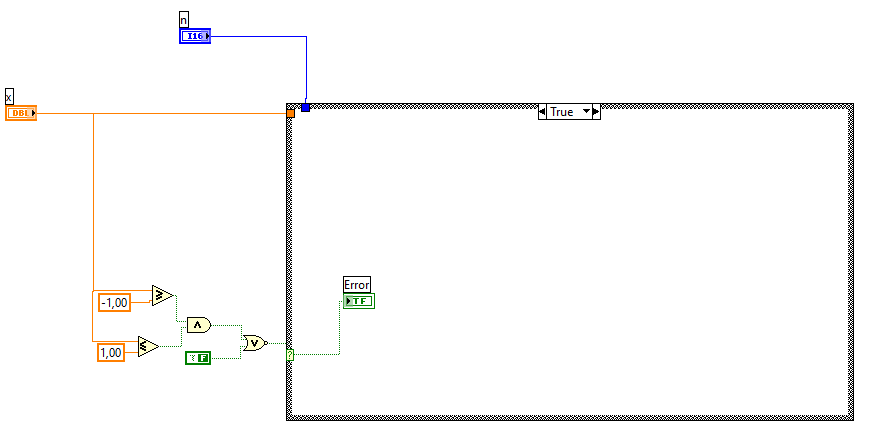 n
I16
x
DBL
True
Error
TF
-1,00
1,00
F
?